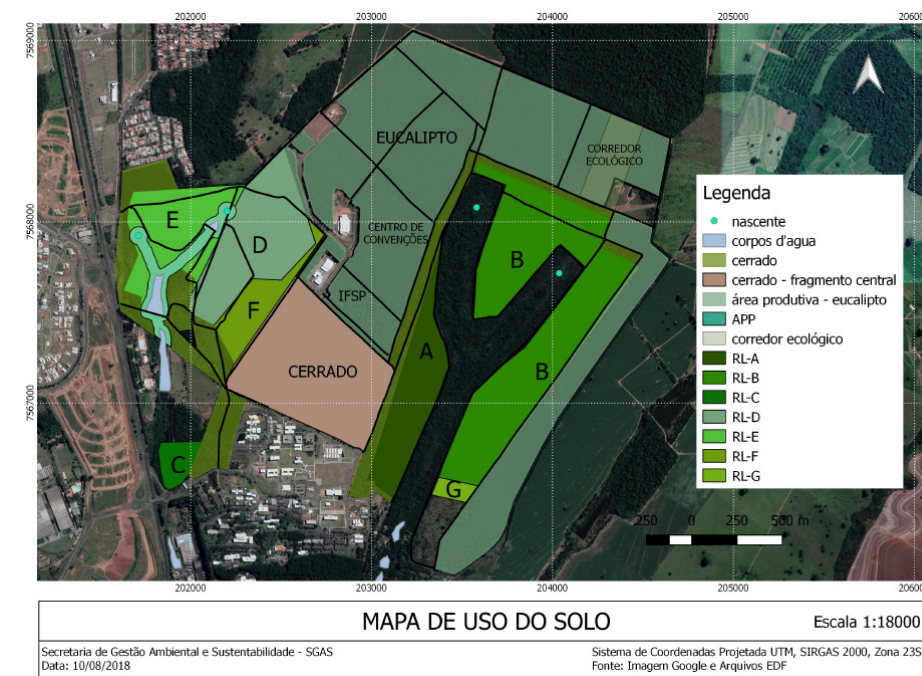 202000 203000 204000 205000 2060
7569000
7568000
7567000
EUCALIPTO
CORREDOR
ECOLÓGICO
E
D
CENTRO DE
CONVENÇÕES
B
F
IFSP
A
CERRADO
B
C
G
Legenda
nascente
corpos d'agua
cerrado
cerrado - fragmento central
área produtiva - eucalipto
APP
corredor ecológico
RL-A
RL-B
RL-C
RL-D
RL-E
RL-F
RL-G
250 0 250 500 m
202000 203000 204000 205000 2060
MAPA DE USO DO SOLO
Escala 1:18000
Secretaria de Gestão Ambiental e Sustentabilidade - SGAS
Data: 10/08/2018
Sistema de Coordenadas Projetada UTM, SIRGAS 2000, Zona 23S
Fonte: Imagem Google e Arquivos EDF